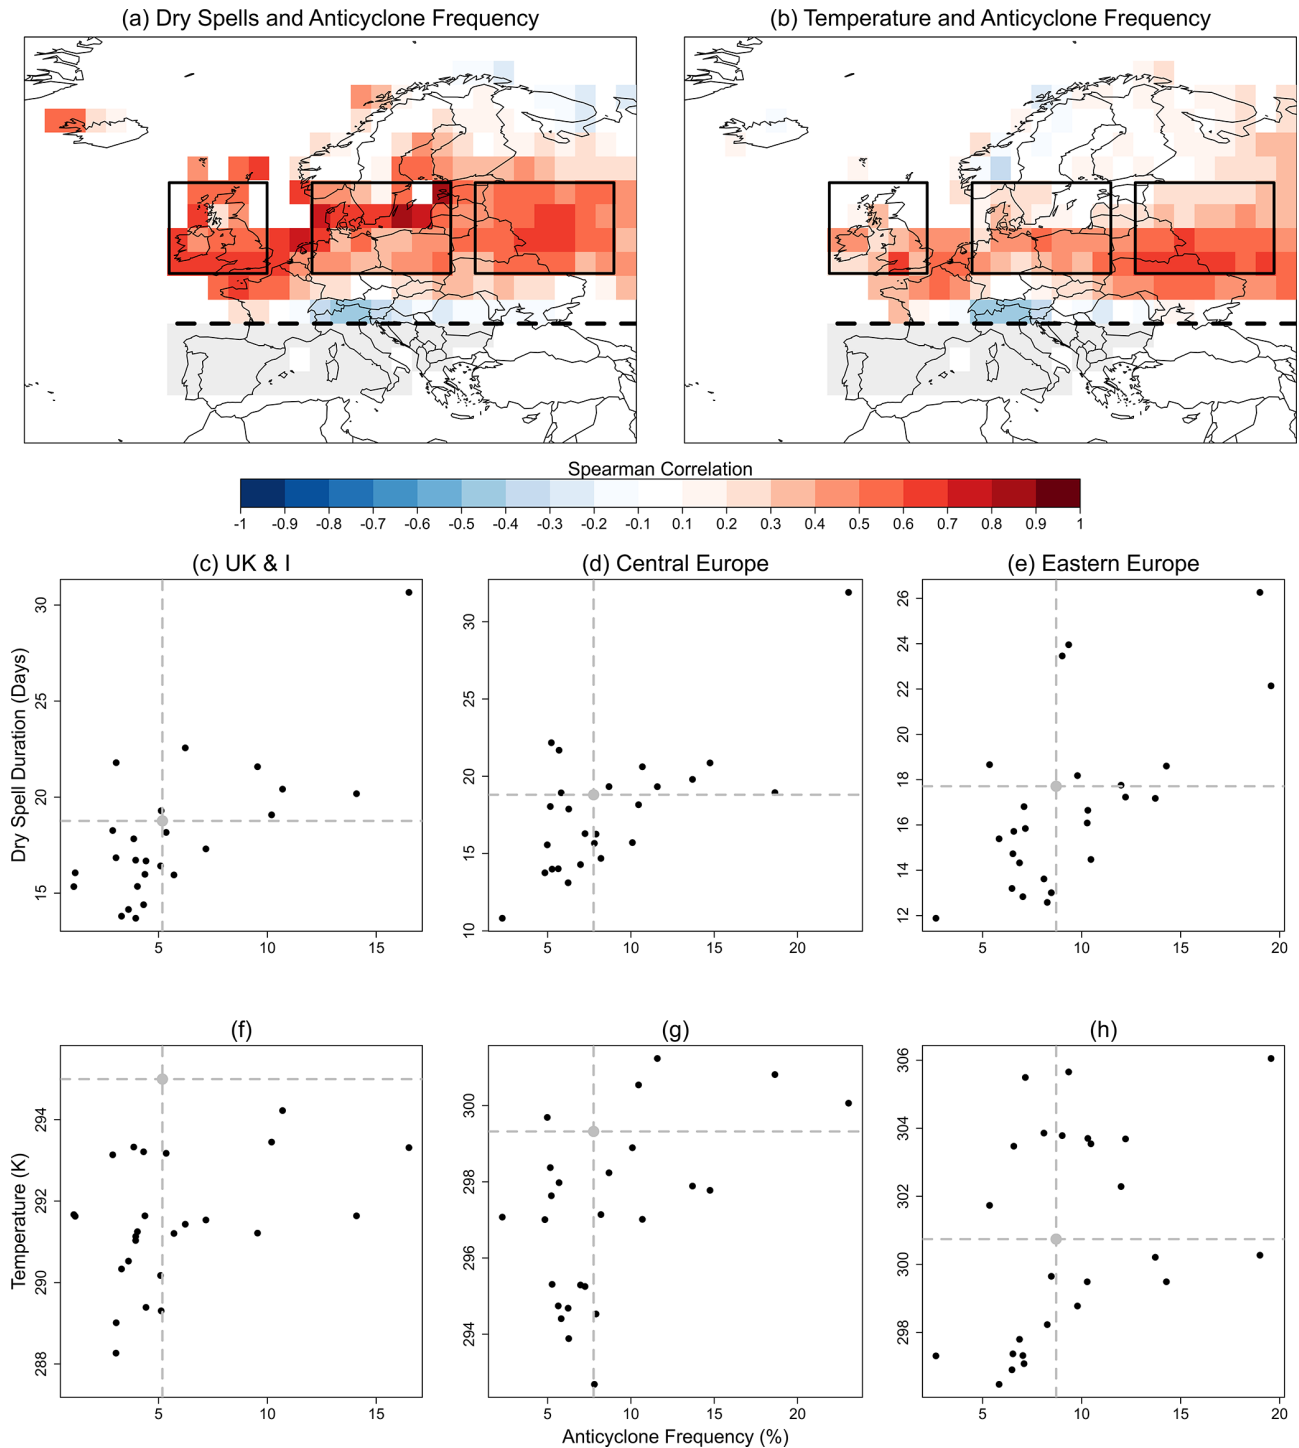 (a) Dry Spells and Anticyclone Frequency
(b) Temperature and Anticyclone Frequency
Spearman Correlation
-1 -0.9 -0.8 -0.7 -0.6 -0.5 -0.4 -0.3 -0.2 -0.1 0.1 0.2 0.3 0.4 0.5 0.6 0.7 0.8 0.9 1
(c) UK & I
Dry Spell Duration (Days)
30
25
20
15
5 10 15
(d) Central Europe
30
25
20
15
10
5 10 15 20
(e) Eastern Europe
26
24
22
20
18
16
14
12
5 10 15 20
(f)
Temperature (K)
294
292
290
288
5 10 15
(g)
300
298
296
294
5 10 15 20
Anticyclone Frequency (%)
(h)
306
304
302
300
298
5 10 15 20